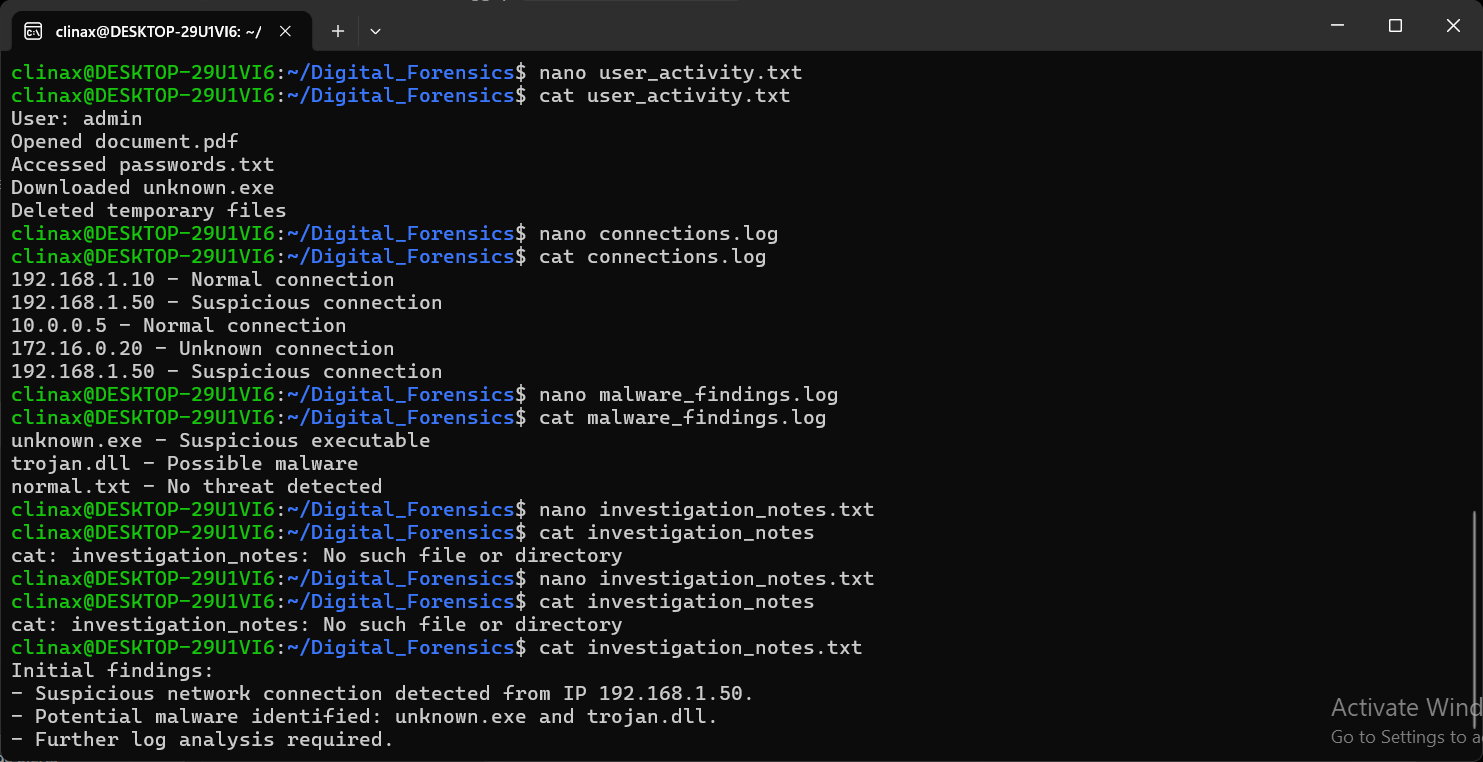 clinax@DESKTOP-29U1VI6: ~/
clinax@DESKTOP-29U1VI6:~/Digital_Forensics$ nano user_activity.txt
clinax@DESKTOP-29U1VI6:~/Digital_Forensics$ cat user_activity.txt
User: admin
Opened document.pdf
Accessed passwords.txt
Downloaded unknown.exe
Deleted temporary files
clinax@DESKTOP-29U1VI6:~/Digital_Forensics$ nano connections.log
clinax@DESKTOP-29U1VI6:~/Digital_Forensics$ cat connections.log
192.168.1.10 - Normal connection
192.168.1.50 - Suspicious connection
10.0.0.5 - Normal connection
172.16.0.20 - Unknown connection
192.168.1.50 - Suspicious connection
clinax@DESKTOP-29U1VI6:~/Digital_Forensics$ nano malware_findings.log
clinax@DESKTOP-29U1VI6:~/Digital_Forensics$ cat malware_findings.log
unknown.exe - Suspicious executable
trojan.dll - Possible malware
normal.txt - No threat detected
clinax@DESKTOP-29U1VI6:~/Digital_Forensics$ nano investigation_notes.txt
clinax@DESKTOP-29U1VI6:~/Digital_Forensics$ cat investigation_notes
cat: investigation_notes: No such file or directory
clinax@DESKTOP-29U1VI6:~/Digital_Forensics$ nano investigation_notes.txt
clinax@DESKTOP-29U1VI6:~/Digital_Forensics$ cat investigation_notes
cat: investigation_notes: No such file or directory
clinax@DESKTOP-29U1VI6:~/Digital_Forensics$ cat investigation_notes.txt
Initial findings:
- Suspicious network connection detected from IP 192.168.1.50.
- Potential malware identified: unknown.exe and trojan.dll.
- Further log analysis required.
Activate Wind
Go to Settings to a